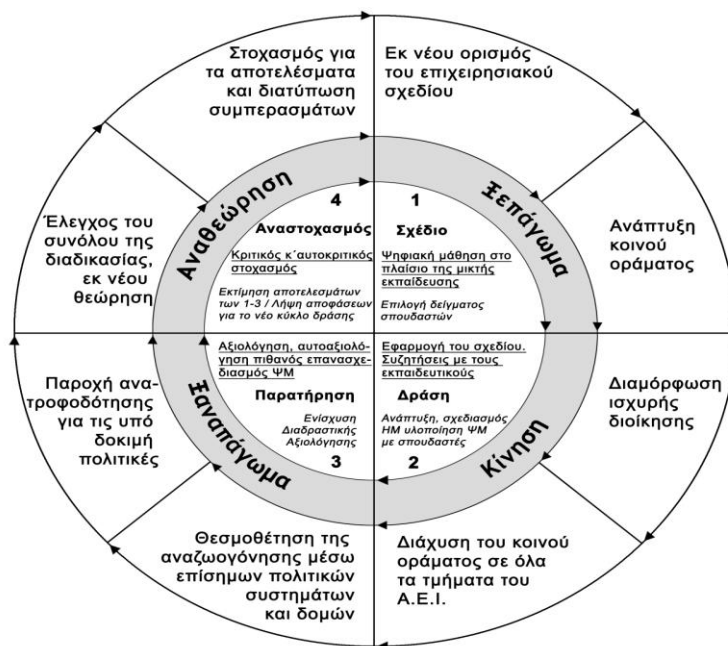 Στοχασμός για
τα αποτελέσματα
και διατύπωση
συμπερασμάτων
Εκ νέου ορισμός
του επιχειρησιακού
σχεδίου
Έλεγχος του
συνόλου της
διαδικασίας,
εκ νέου
θεώρηση
Ανάπτυξη
κοινού
οράματος
Αναθεώρηση
Ξεπάγωμα
4
Αναστοχασμός
Κριτικός κ΄αυτοκριτικός
στοχασμός
Εκτίμηση αποτελεσμάτων
των 1-3 / Λήψη αποφάσεων
για το νέο κύκλο δράσης
1
Σχέδιο
Ψηφιακή μάθηση στο
πλαίσιο της μικτής
εκπαίδευσης
Επιλογή δείγματος
σπουδαστών
Αξιολόγηση, αυτοαξιολό-
γηση πιθανός επανασχε-
διασμός ΨΜ
Παρατήρηση
Ενίσχυση
Διαδραστικής
Αξιολόγησης
3
Εφαρμογή του σχεδίου.
Συζητήσεις με τους
εκπαιδευτικούς
Δράση
Ανάπτυξη, σχεδιασμός
ΗΜ υλοποίηση ΨΜ
με σπουδαστές
2
Ξαναπάγωμα
Κίνηση
Παροχή ανα-
τροφοδότησης
για τις υπό
δοκιμή
πολιτικές
Διαμόρφωση
ισχυρής
διοίκησης
Θεσμοθέτηση της
αναζωογόνησης μέσω
επίσημων πολιτικών
συστημάτων
και δομών
Διάχυση του κοινού
οράματος σε όλα
τα τμήματα του
Α.Ε.Ι.